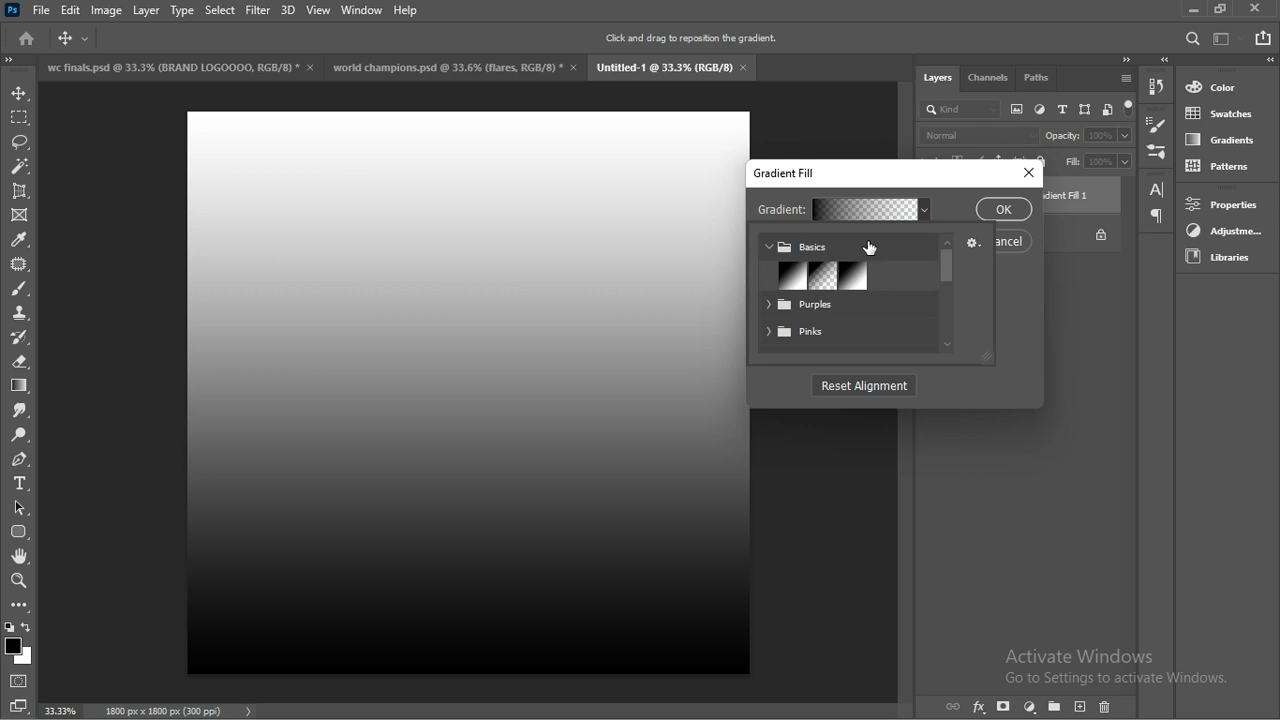 Ps File Edit Image Layer Type Select Filter 3D View Window Help
Click and drag to reposition the gradient.
wc finals.psd @ 33.3% (BRAND LOGOOOO, RGB/8) * × world champions.psd @ 33.6% (flares, RGB/8) * × Untitled-1 @ 33.3% (RGB/8) ×
Layers Channels Paths
Kind
Normal Opacity: 100%
Fill: 100%
Gradient Fill
Gradient: OK
Basics
Purples
Pinks
Reset Alignment
Color
Swatches
Gradients
Patterns
Properties
Adjustme...
Libraries
Activate Windows
Go to Settings to activate Windows.
33.33% 1800 px x 1800 px (300 ppi)